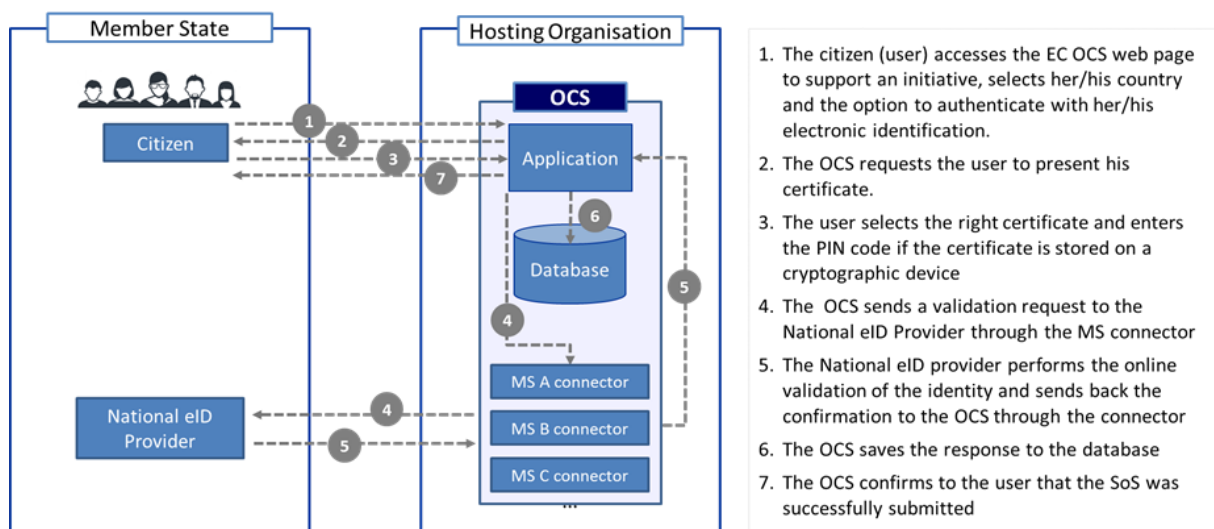 Member State
Hosting Organisation
OCS
Citizen
1
2
3
7
Application
6
Database
5
4
MS A connector
National eID
Provider
4
5
MS B connector
MS C connector
...
1. The citizen (user) accesses the EC OCS web page
to support an initiative, selects her/his country
and the option to authenticate with her/his
electronic identification.
2. The OCS requests the user to present his
certificate.
3. The user selects the right certificate and enters
the PIN code if the certificate is stored on a
cryptographic device
4. The OCS sends a validation request to the
National eID Provider through the MS connector
5. The National eID provider performs the online
validation of the identity and sends back the
confirmation to the OCS through the connector
6. The OCS saves the response to the database
7. The OCS confirms to the user that the SoS was
successfully submitted